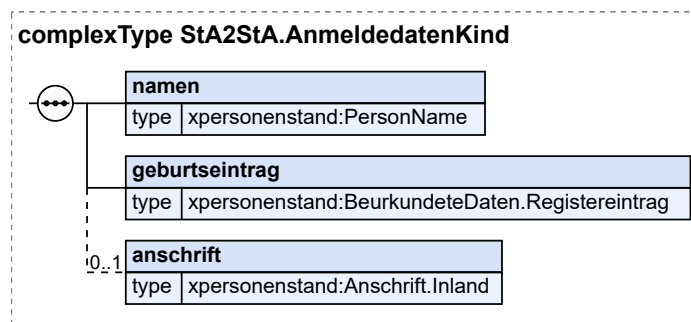 complexType StA2StA.AnmeldedatenKind
namen
type xpersonenstand:PersonName
geburtseintrag
type xpersonenstand:BeurkundeteDaten.Registereintrag
0..1 anschrift
type xpersonenstand:Anschrift.Inland